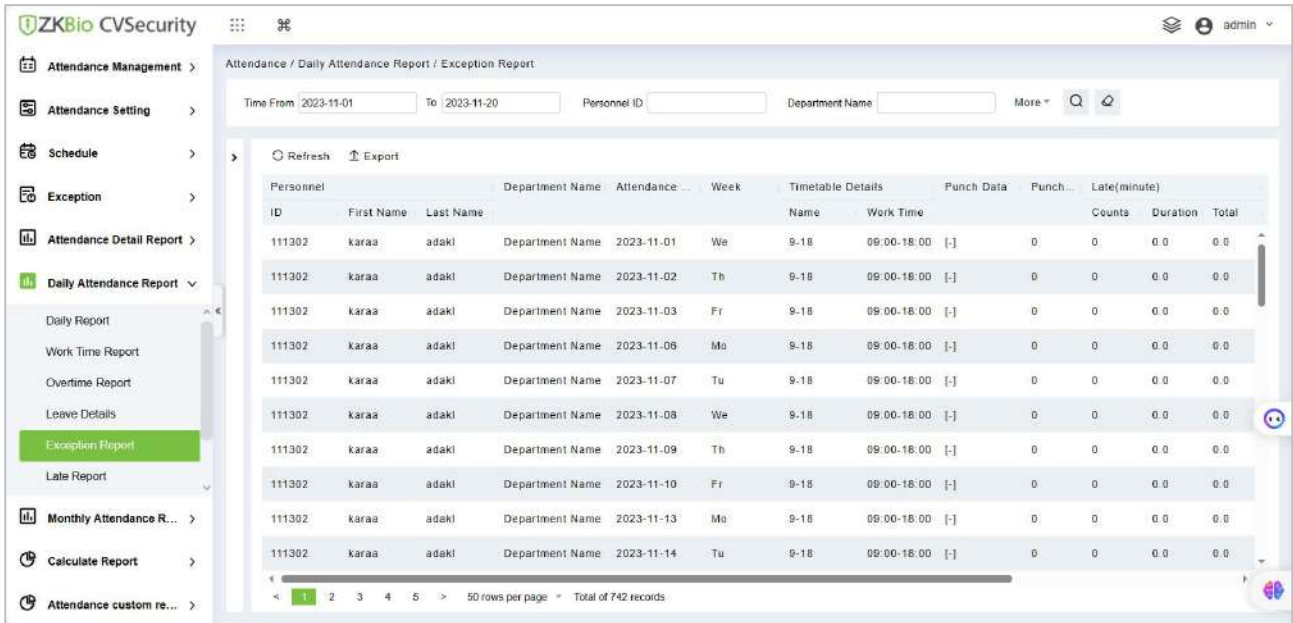 ZKBio CVSecurity
admin
Attendance Management
Attendance Setting
Schedule
Exception
Attendance Detail Report
Daily Attendance Report
Daily Report
Work Time Report
Overtime Report
Leave Details
Exception Report
Late Report
Monthly Attendance R...
Calculate Report
Attendance custom re...
Attendance / Daily Attendance Report / Exception Report
Time From 2023-11-01 To 2023-11-20 Personnel ID Department Name More
Refresh Export
Personnel Department Name Attendance ... Week Timetable Details Punch Data Punch... Late(minute)
ID First Name Last Name Name Work Time Counts Duration Total
111302 karaa adakl Department Name 2023-11-01 We 9-18 09:00-18:00 [-] 0 0 0.0 0.0
111302 karaa adakl Department Name 2023-11-02 Th 9-18 09:00-18:00 [-] 0 0 0.0 0.0
111302 karaa adakl Department Name 2023-11-03 Fr 9-18 09:00-18:00 [-] 0 0 0.0 0.0
111302 karaa adakl Department Name 2023-11-06 Mo 9-18 09:00-18:00 [-] 0 0 0.0 0.0
111302 karaa adakl Department Name 2023-11-07 Tu 9-18 09:00-18:00 [-] 0 0 0.0 0.0
111302 karaa adakl Department Name 2023-11-08 We 9-18 09:00-18:00 [-] 0 0 0.0 0.0
111302 karaa adakl Department Name 2023-11-09 Th 9-18 09:00-18:00 [-] 0 0 0.0 0.0
111302 karaa adakl Department Name 2023-11-10 Fr 9-18 09:00-18:00 [-] 0 0 0.0 0.0
111302 karaa adakl Department Name 2023-11-13 Mo 9-18 09:00-18:00 [-] 0 0 0.0 0.0
111302 karaa adakl Department Name 2023-11-14 Tu 9-18 09:00-18:00 [-] 0 0 0.0 0.0
< 1 2 3 4 5 > 50 rows per page Total of 742 records